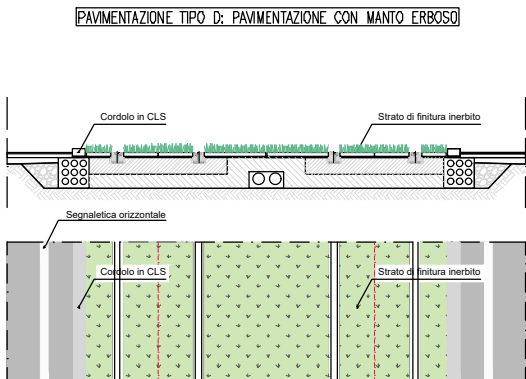 PAVIMENTAZIONE TIPO D: PAVIMENTAZIONE CON MANTO ERBOSO
Cordolo in CLS
Strato di finitura inerbito
Segnaletica orizzontale
Cordolo in CLS
Strato di finitura inerbito